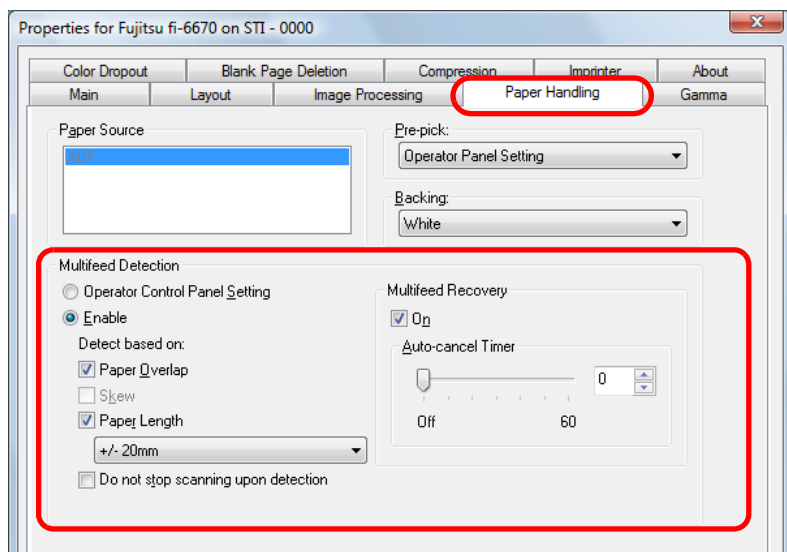 Properties for Fujitsu fi-6670 on STI - 0000
Color Dropout Blank Page Deletion Compression Imprinter About
Main Layout Image Processing Paper Handling Gamma
Paper Source
ADF
Pre-pick:
Operator Panel Setting
Backing:
White
Multifeed Detection
Operator Control Panel Setting
Enable
Detect based on:
Paper Overlap
Skew
Paper Length
+/- 20mm
Do not stop scanning upon detection
Multifeed Recovery
On
Auto-cancel Timer
0
Off 60